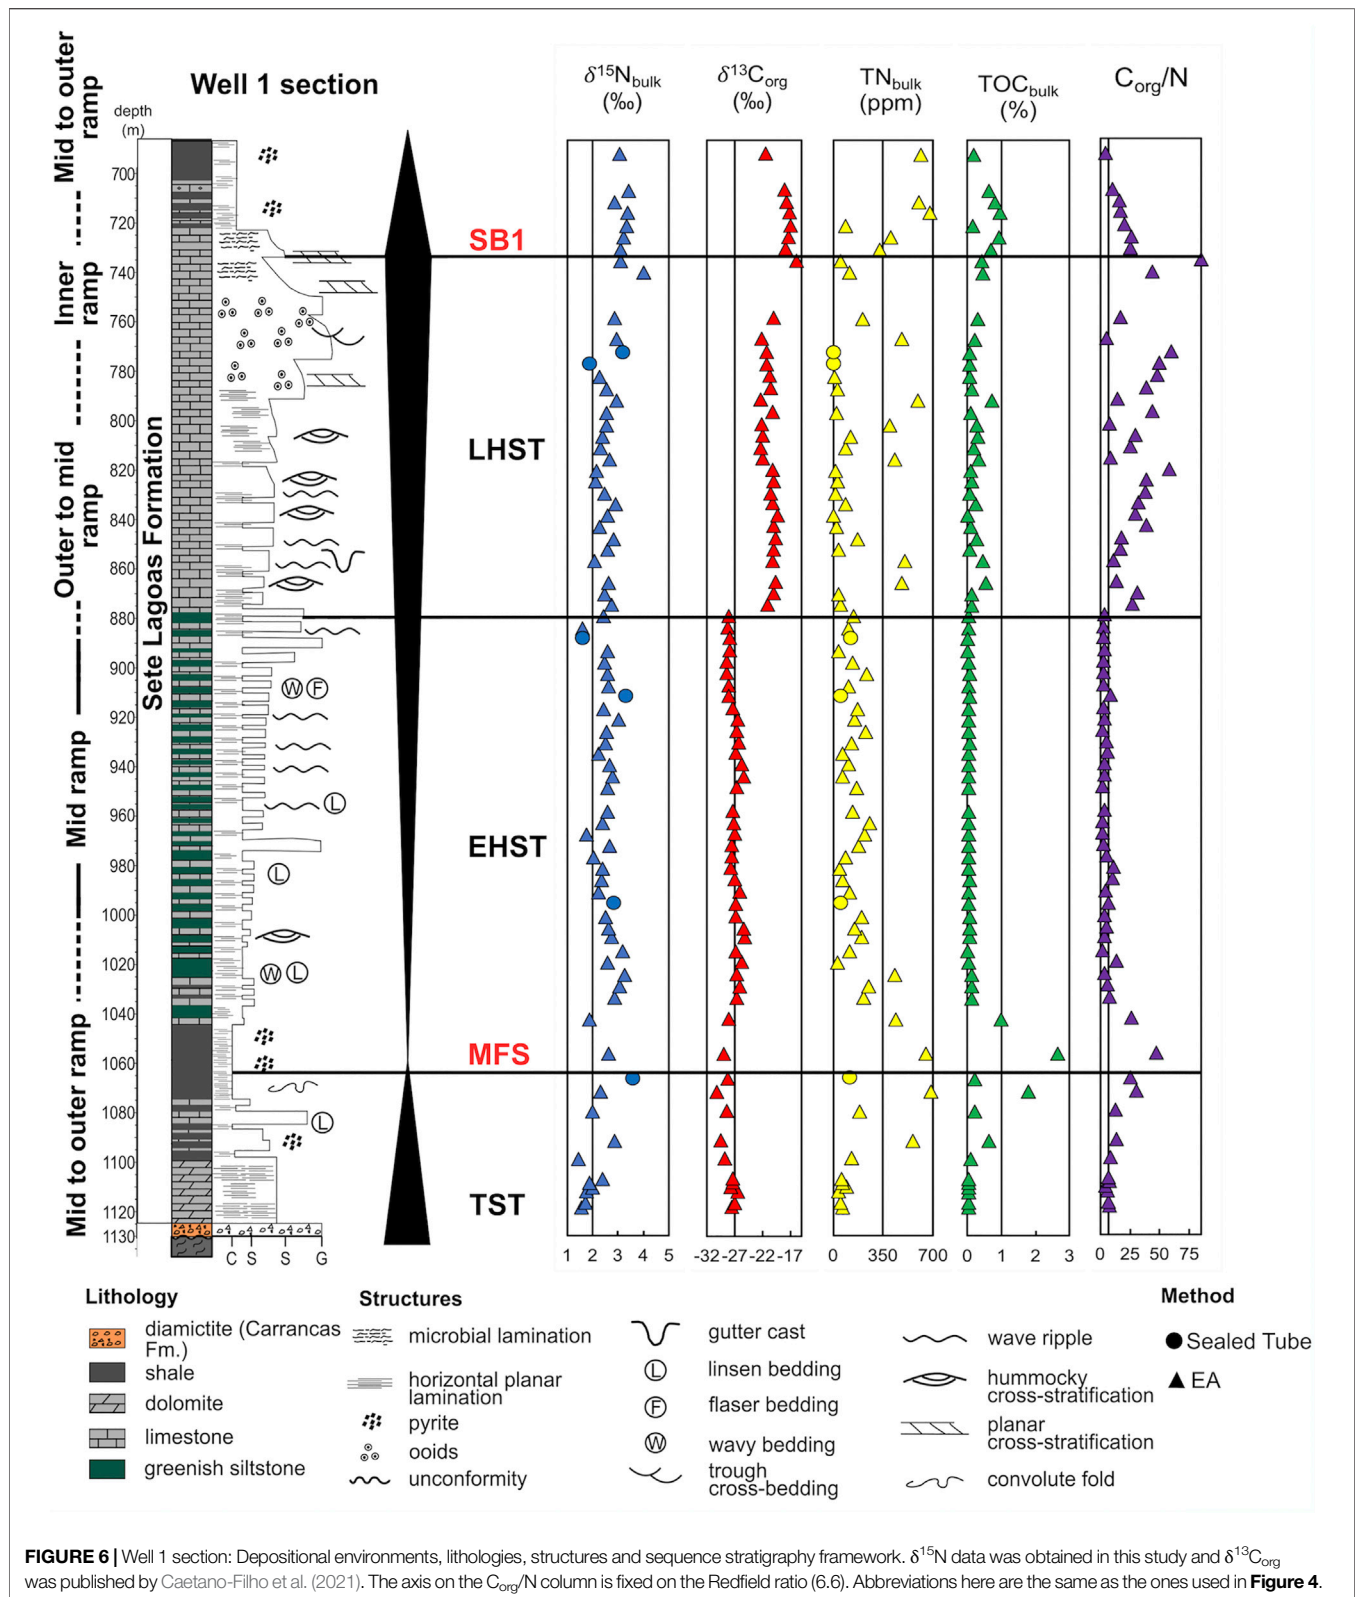 Well 1 section
depth
(m)
δ15Nbulk
(‰)
δ13Corg
(‰)
TNbulk
(ppm)
TOCbulk
(%)
Corg/N
Mid to outer
ramp
Inner
ramp
Outer to mid
ramp
Mid ramp
Mid to outer ramp
Sete Lagoas Formation
700
720
740
760
780
800
820
840
860
880
900
920
940
960
980
1000
1020
1040
1060
1080
1100
1120
1130
SB1
LHST
EHST
MFS
TST
W F
L
L
W L
L
C S S G
1 2 3 4 5
-32 -27 -22 -17
0 350 700
0 1 2 3
0 25 50 75
Lithology
diamictite (Carrancas
Fm.)
shale
dolomite
limestone
greenish siltstone
Structures
microbial lamination
horizontal planar
lamination
pyrite
ooids
unconformity
gutter cast
L linsen bedding
F flaser bedding
W wavy bedding
trough
cross-bedding
wave ripple
hummocky
cross-stratification
planar
cross-stratification
convolute fold
Method
Sealed Tube
EA
FIGURE 6 | Well 1 section: Depositional environments, lithologies, structures and sequence stratigraphy framework. δ15N data was obtained in this study and δ13Corg
was published by Caetano-Filho et al. (2021). The axis on the Corg/N column is fixed on the Redfield ratio (6.6). Abbreviations here are the same as the ones used in Figure 4.